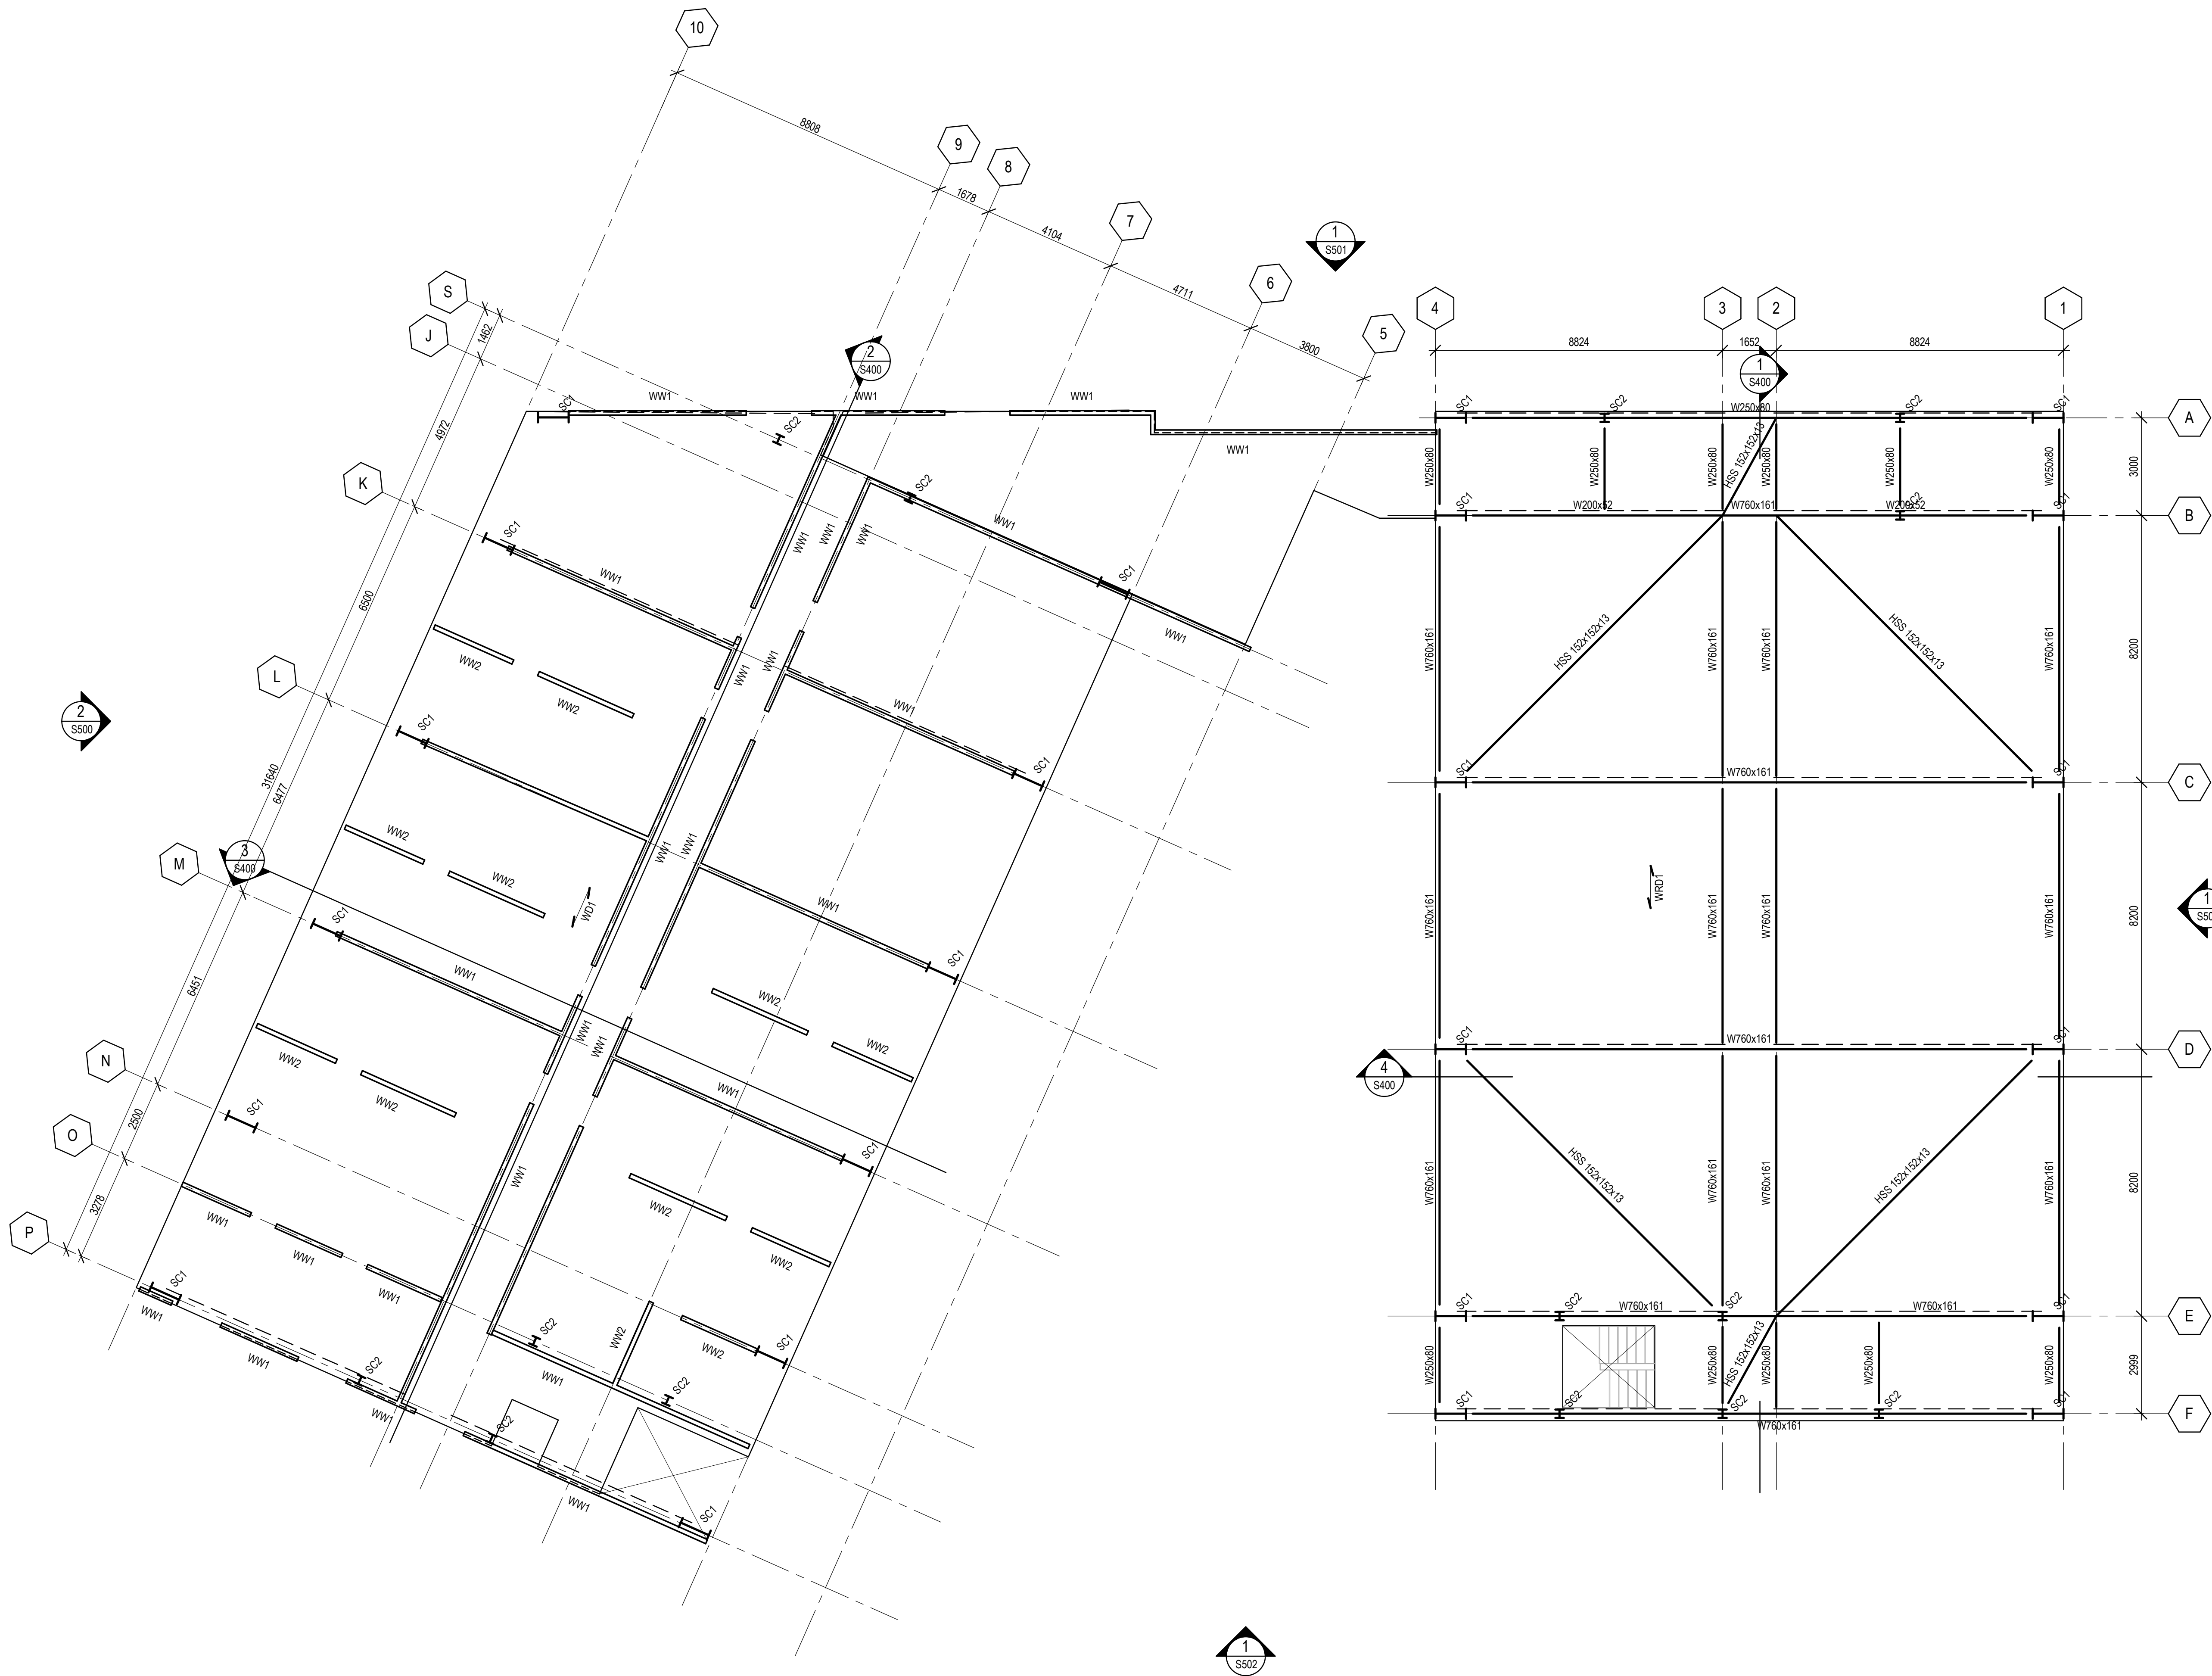 10
9
8
7
6
5
8808
1678
4104
4711
3800
1
S501
4
3
2
1
8824
1652
8824
1
S400
S
J
K
L
M
N
O
P
1462
4972
6500
6477
6451
2500
3278
31640
2
S400
2
S500
3
S400
WW1
WW1
WW1
WW1
SC1
SC2
SC2
SC1
WW1
WW1
WW1
WW1
WW1
SC1
WW1
WW1
WW1
WW1
SC1
WW2
WW2
SC1
WW1
WW1
WW1
SC1
WW2
WW2
WD1
SC1
WW1
WW1
WW1
WW2
WW2
WW1
SC1
WW2
WW2
SC1
WW1
WW2
WW2
WW1
WW1
WW1
SC1
WW1
WW1
SC2
WW1
SC2
WW1
WW2
WW2
SC1
SC2
SC2
WW1
SC1
SC1
SC2
W250x80
SC2
SC1
A
W250x80
W250x80
HSS 152x152x13
W250x80
W250x80
W250x80
W250x80
3000
SC1
W200x52
W760x161
W200x52
SC2
SC1
B
W760x161
HSS 152x152x13
W760x161
W760x161
HSS 152x152x13
W760x161
8200
SC1
W760x161
SC1
C
W760x161
WRD1
W760x161
W760x161
W760x161
8200
1
SC1
W760x161
SC1
D
4
S400
W760x161
HSS 152x152x13
W760x161
W760x161
HSS 152x152x13
W760x161
8200
SC1
SC2
W760x161
SC2
W760x161
SC1
E
W250x80
W250x80
HSS 152x152x13
W250x80
W250x80
W250x80
2999
SC1
SC2
SC2
SC2
SC1
W760x161
F
1
S502